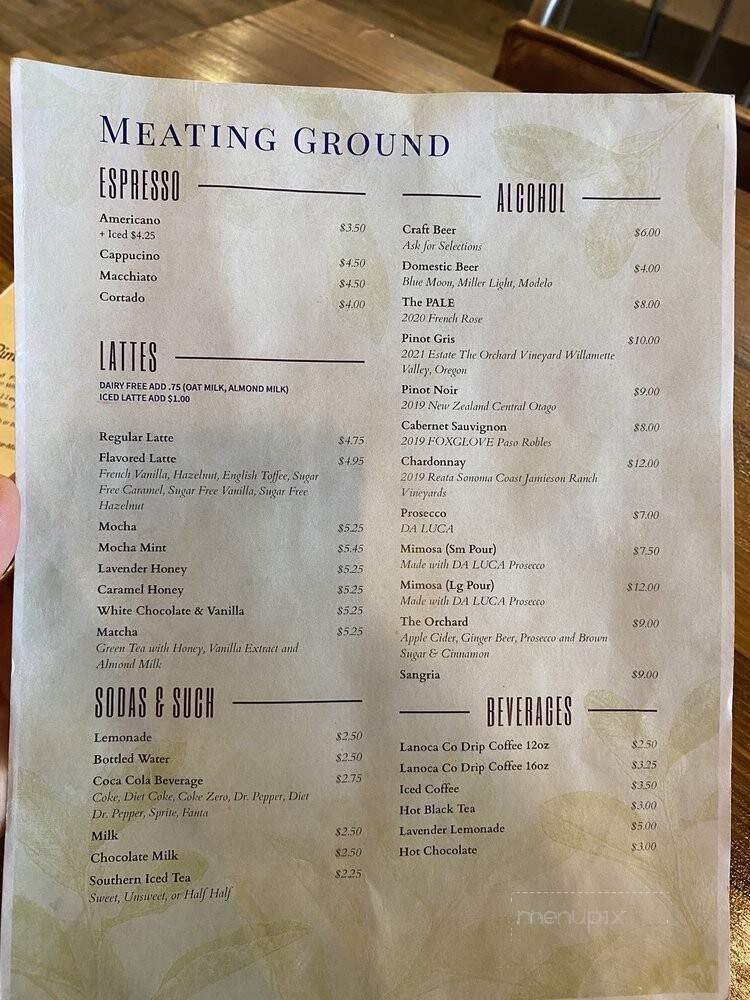 MEATING GROUND
ESPRESSO
Americano $3.50
+ Iced $4.25
Cappucino $4.50
Macchiato $4.50
Cortado $4.00
LATTES
DAIRY FREE ADD .75 (OAT MILK, ALMOND MILK)
ICED LATTE ADD $1.00
Regular Latte $4.75
Flavored Latte $4.95
French Vanilla, Hazelnut, English Toffee, Sugar
Free Caramel, Sugar Free Vanilla, Sugar Free
Hazelnut
Mocha $5.25
Mocha Mint $5.45
Lavender Honey $5.25
Caramel Honey $5.25
White Chocolate & Vanilla $5.25
Matcha $5.25
Green Tea with Honey, Vanilla Extract and
Almond Milk
SODAS & SUCH
Lemonade $2.50
Bottled Water $2.50
Coca Cola Beverage $2.75
Coke, Diet Coke, Coke Zero, Dr. Pepper, Diet
Dr. Pepper, Sprite, Fanta
Milk $2.50
Chocolate Milk $2.50
Southern Iced Tea $2.25
Sweet, Unsweet, or Half Half
ALCOHOL
Craft Beer $6.00
Ask for Selections
Domestic Beer $4.00
Blue Moon, Miller Light, Modelo
The PALE $8.00
2020 French Rose
Pinot Gris $10.00
2021 Estate The Orchard Vineyard Willamette
Valley, Oregon
Pinot Noir $9.00
2019 New Zealand Central Otago
Cabernet Sauvignon $8.00
2019 FOXGLOVE Paso Robles
Chardonnay $12.00
2019 Reata Sonoma Coast Jamieson Ranch
Vineyards
Prosecco $7.00
DA LUCA
Mimosa (Sm Pour) $7.50
Made with DA LUCA Prosecco
Mimosa (Lg Pour) $12.00
Made with DA LUCA Prosecco
The Orchard $9.00
Apple Cider, Ginger Beer, Prosecco and Brown
Sugar & Cinnamon
Sangria $9.00
BEVERAGES
Lanoca Co Drip Coffee 12oz $2.50
Lanoca Co Drip Coffee 16oz $3.25
Iced Coffee $3.50
Hot Black Tea $3.00
Lavender Lemonade $5.00
Hot Chocolate $3.00
menupix